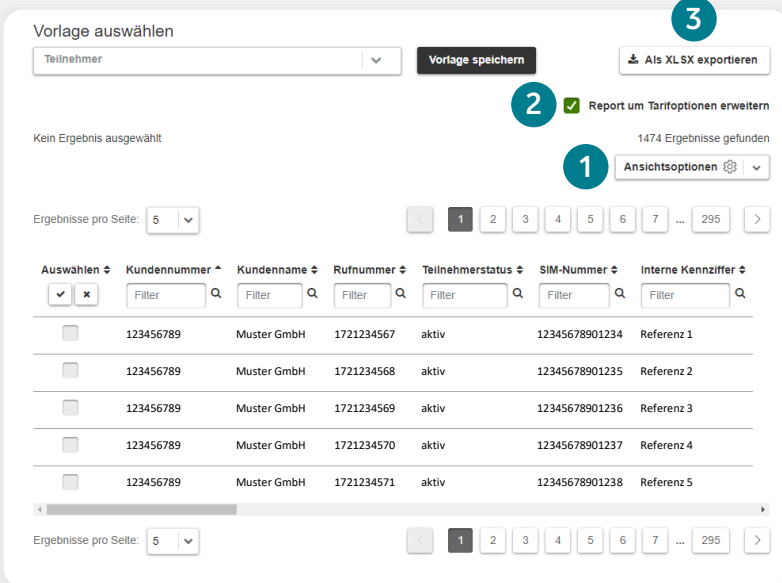 3
Vorlage auswählen
Teilnehmer
Vorlage speichern
Als XLSX exportieren
2 Report um Tarifoptionen erweitern
Kein Ergebnis ausgewählt 1474 Ergebnisse gefunden
1 Ansichtsoptionen
Ergebnisse pro Seite: 5 1 2 3 4 5 6 7 ... 295
Auswählen Kundennummer Kundenname Rufnummer Teilnehmerstatus SIM-Nummer Interne Kennziffer
Filter Filter Filter Filter Filter Filter
123456789 Muster GmbH 1721234567 aktiv 12345678901234 Referenz 1
123456789 Muster GmbH 1721234568 aktiv 12345678901235 Referenz 2
123456789 Muster GmbH 1721234569 aktiv 12345678901236 Referenz 3
123456789 Muster GmbH 1721234570 aktiv 12345678901237 Referenz 4
123456789 Muster GmbH 1721234571 aktiv 12345678901238 Referenz 5
Ergebnisse pro Seite: 5 1 2 3 4 5 6 7 ... 295